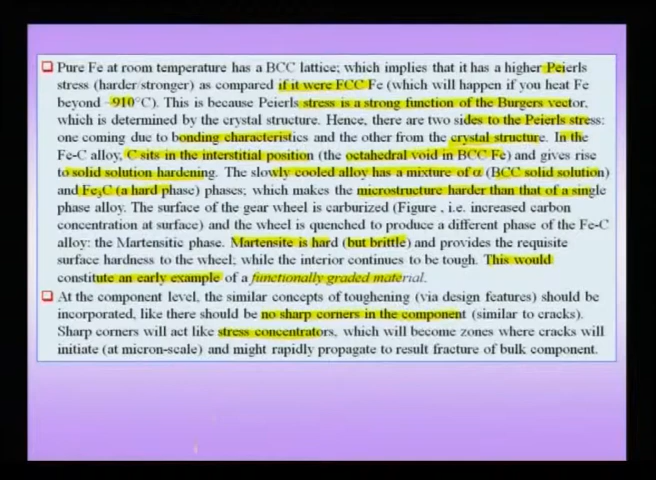 Pure Fe at room temperature has a BCC lattice; which implies that it has a higher Peierls
stress (harder/stronger) as compared if it were FCC Fe (which will happen if you heat Fe
beyond ~910°C). This is because Peierls stress is a strong function of the Burgers vector,
which is determined by the crystal structure. Hence, there are two sides to the Peierls stress:
one coming due to bonding characteristics and the other from the crystal structure. In the
Fe-C alloy, C sits in the interstitial position (the octahedral void in BCC Fe) and gives rise
to solid solution hardening. The slowly cooled alloy has a mixture of α (BCC solid solution)
and Fe₃C (a hard phase) phases; which makes the microstructure harder than that of a single
phase alloy. The surface of the gear wheel is carburized (Figure , i.e. increased carbon
concentration at surface) and the wheel is quenched to produce a different phase of the Fe-C
alloy: the Martensitic phase. Martensite is hard (but brittle) and provides the requisite
surface hardness to the wheel; while the interior continues to be tough. This would
constitute an early example of a functionally graded material.
At the component level, the similar concepts of toughening (via design features) should be
incorporated, like there should be no sharp corners in the component (similar to cracks).
Sharp corners will act like stress concentrators, which will become zones where cracks will
initiate (at micron-scale) and might rapidly propagate to result fracture of bulk component.